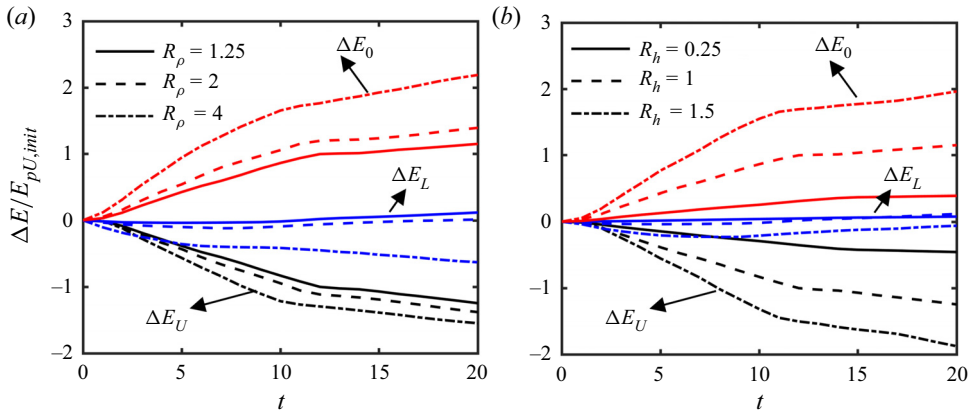 (a)
3
2
1
0
−1
−2
0 5 10 15 20
t
ΔE/E_{pU,init}
R_ρ = 1.25
R_ρ = 2
R_ρ = 4
ΔE_0
ΔE_L
ΔE_U
(b)
3
2
1
0
−1
−2
0 5 10 15 20
t
R_h = 0.25
R_h = 1
R_h = 1.5
ΔE_0
ΔE_L
ΔE_U